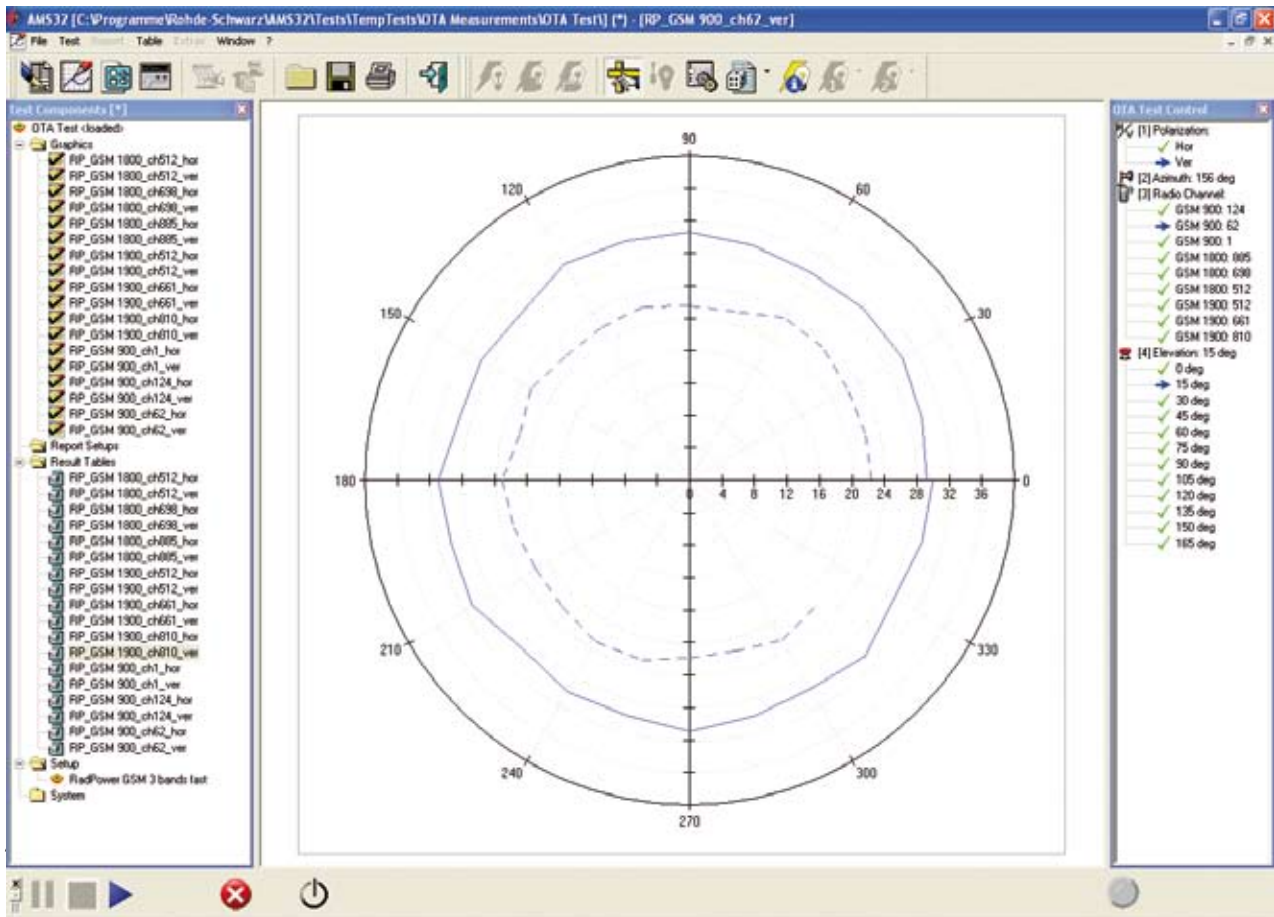 AMS32 [C:\Programme\Rohde-Schwarz\AMS32\Tests\TempTests\OTA Measurements\OTA Test\] (*) - [RP_GSM 900_ch62_ver]
File Test Report Table Extras Window ?
Test Components [*]
OTA Test <loaded>
Graphics
RP_GSM 1800_ch512_hor
RP_GSM 1800_ch512_ver
RP_GSM 1800_ch698_hor
RP_GSM 1800_ch698_ver
RP_GSM 1800_ch885_hor
RP_GSM 1800_ch885_ver
RP_GSM 1900_ch512_hor
RP_GSM 1900_ch512_ver
RP_GSM 1900_ch661_hor
RP_GSM 1900_ch661_ver
RP_GSM 1900_ch810_hor
RP_GSM 1900_ch810_ver
RP_GSM 900_ch1_hor
RP_GSM 900_ch1_ver
RP_GSM 900_ch124_hor
RP_GSM 900_ch124_ver
RP_GSM 900_ch62_hor
RP_GSM 900_ch62_ver
Report Setups
Result Tables
RP_GSM 1800_ch512_hor
RP_GSM 1800_ch512_ver
RP_GSM 1800_ch698_hor
RP_GSM 1800_ch698_ver
RP_GSM 1800_ch885_hor
RP_GSM 1800_ch885_ver
RP_GSM 1900_ch512_hor
RP_GSM 1900_ch512_ver
RP_GSM 1900_ch661_hor
RP_GSM 1900_ch661_ver
RP_GSM 1900_ch810_hor
RP_GSM 1900_ch810_ver
RP_GSM 900_ch1_hor
RP_GSM 900_ch1_ver
RP_GSM 900_ch124_hor
RP_GSM 900_ch124_ver
RP_GSM 900_ch62_hor
RP_GSM 900_ch62_ver
Setup
RadPower GSM 3 bands fast
System
90
120 60
150 30
180 0 4 8 12 16 20 24 28 32 36 0
210 330
240 300
270
OTA Test Control
[1] Polarization:
Hor
Ver
[2] Azimuth: 156 deg
[3] Radio Channel:
GSM 900: 124
GSM 900: 62
GSM 900: 1
GSM 1800: 885
GSM 1800: 698
GSM 1800: 512
GSM 1900: 512
GSM 1900: 661
GSM 1900: 810
[4] Elevation: 15 deg
0 deg
15 deg
30 deg
45 deg
60 deg
75 deg
90 deg
105 deg
120 deg
135 deg
150 deg
165 deg